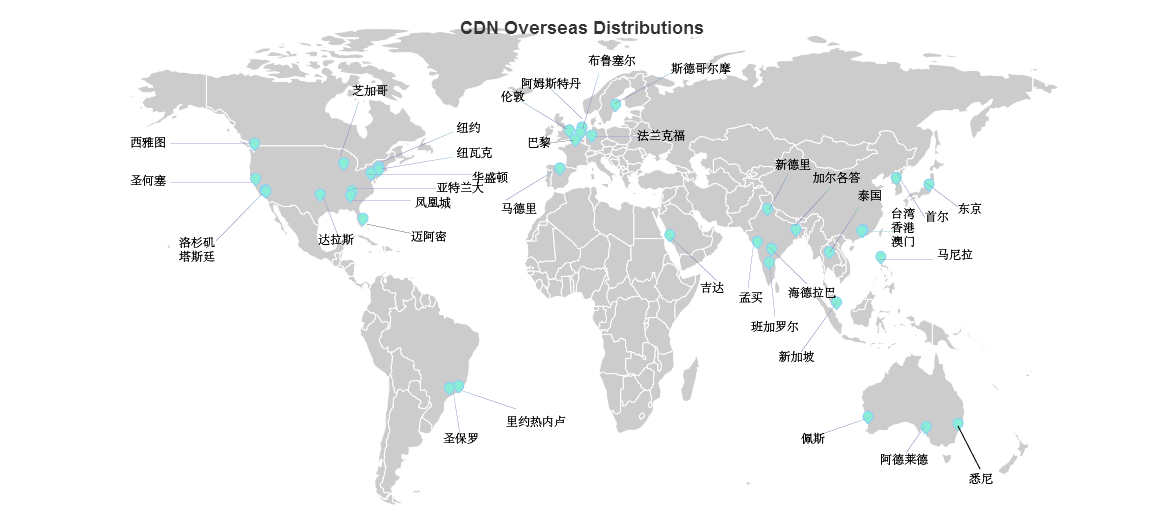 CDN Overseas Distributions
布鲁塞尔
斯德哥尔摩
阿姆斯特丹
芝加哥
伦敦
纽约
法兰克福
西雅图
巴黎
纽瓦克
新德里
圣何塞
华盛顿
加尔各答
亚特兰大
泰国
凤凰城
马德里
东京
台湾
首尔
香港
迈阿密
达拉斯
澳门
洛杉矶
塔斯廷
马尼拉
吉达
海德拉巴
孟买
班加罗尔
新加坡
里约热内卢
圣保罗
佩斯
阿德莱德
悉尼